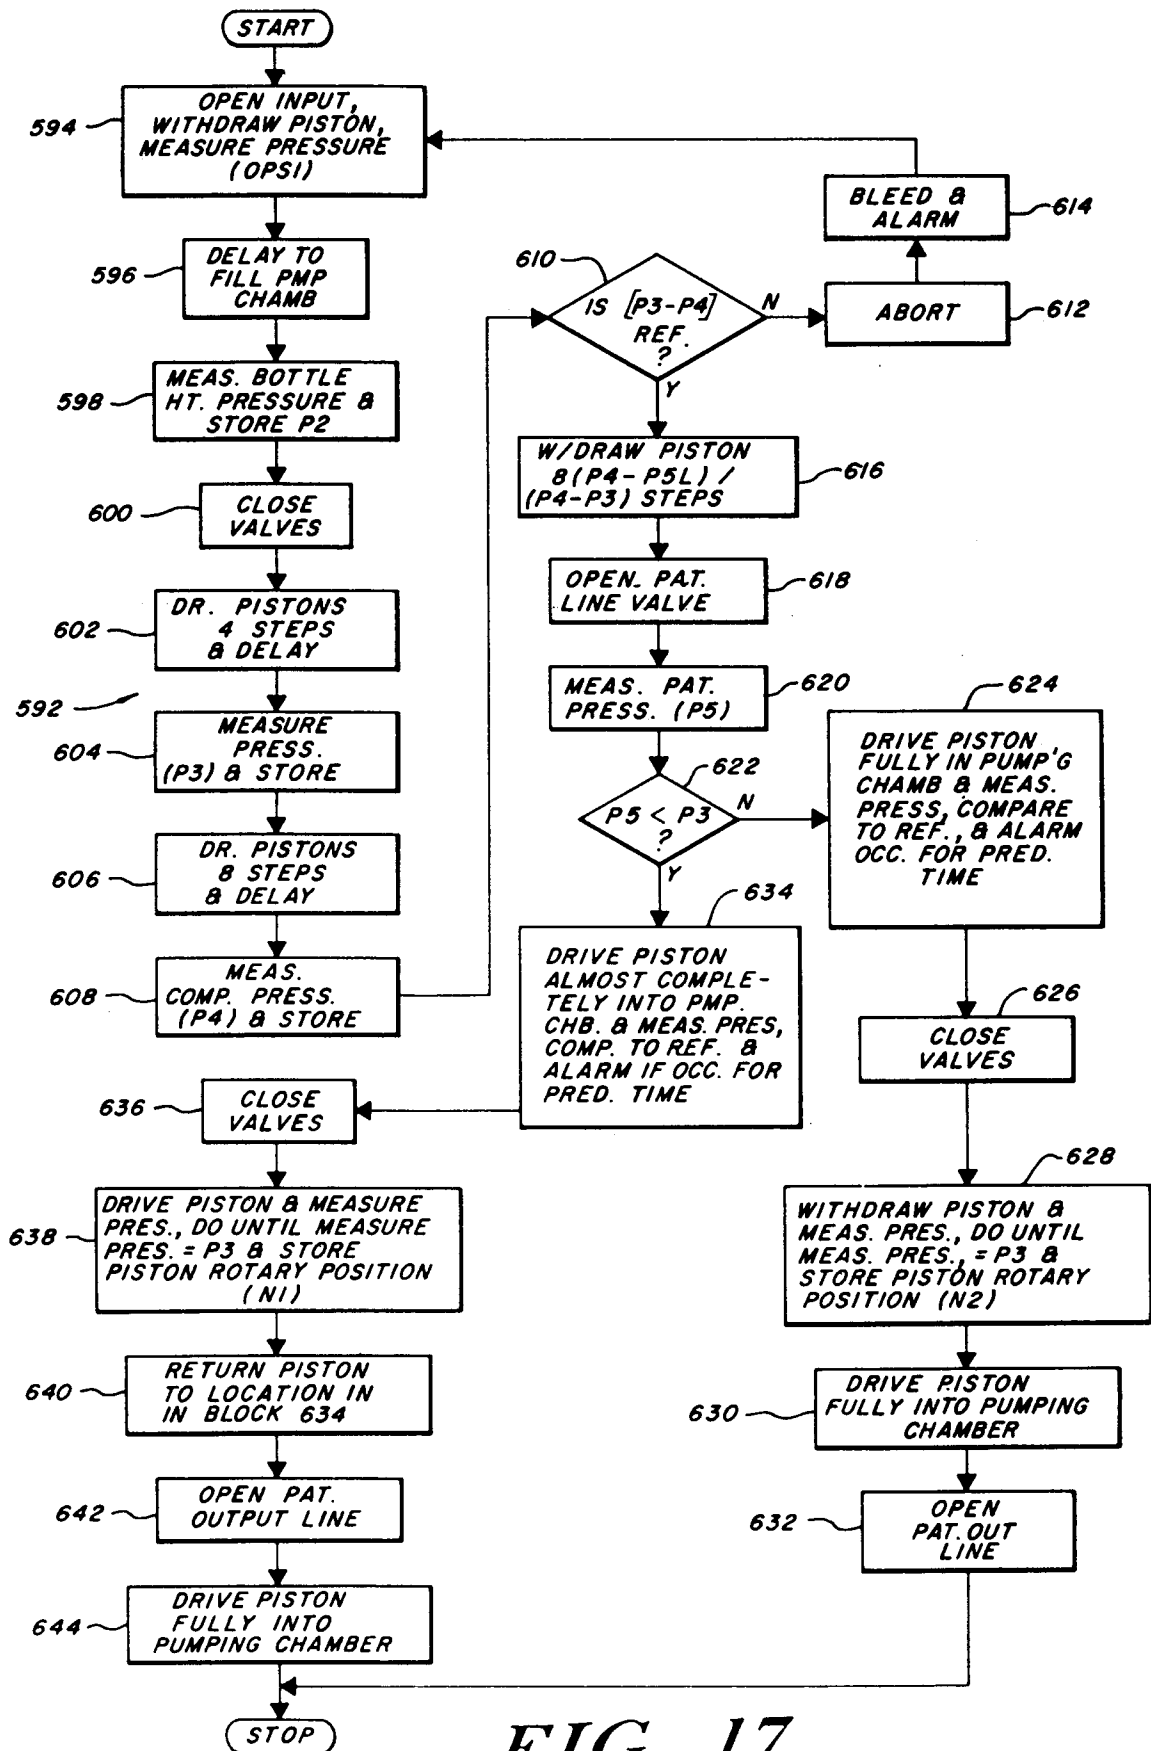 START
594
OPEN INPUT,
WITHDRAW PISTON,
MEASURE PRESSURE
(OPSI)
596
DELAY TO
FILL PMP
CHAMB
598
MEAS. BOTTLE
HT. PRESSURE &
STORE P2
600
CLOSE
VALVES
602
DR. PISTONS
4 STEPS
& DELAY
592
604
MEASURE
PRESS.
(P3) & STORE
606
DR. PISTONS
8 STEPS
& DELAY
608
MEAS.
COMP. PRESS.
(P4) & STORE
610
IS [P3-P4]
REF.
?
N
Y
ABORT
612
BLEED &
ALARM
614
W/DRAW PISTON
8(P4-P5L)/
(P4-P3) STEPS
616
OPEN PAT.
LINE VALVE
618
MEAS. PAT.
PRESS. (P5)
620
622
P5 < P3
?
N
Y
624
DRIVE PISTON
FULLY IN PUMP'G
CHAMB & MEAS.
PRESS, COMPARE
TO REF., & ALARM
OCC. FOR PRED.
TIME
626
CLOSE
VALVES
628
WITHDRAW PISTON &
MEAS. PRES., DO UNTIL
MEAS. PRES., = P3 &
STORE PISTON ROTARY
POSITION (N2)
630
DRIVE PISTON
FULLY INTO PUMPING
CHAMBER
632
OPEN
PAT. OUT
LINE
634
DRIVE PISTON
ALMOST COMPLE-
TELY INTO PMP.
CHB. & MEAS. PRES,
COMP. TO REF. &
ALARM IF OCC. FOR
PRED. TIME
636
CLOSE
VALVES
638
DRIVE PISTON & MEASURE
PRES., DO UNTIL MEASURE
PRES. = P3 & STORE
PISTON ROTARY POSITION
(N1)
640
RETURN PISTON
TO LOCATION IN
IN BLOCK 634
642
OPEN PAT.
OUTPUT LINE
644
DRIVE PISTON
FULLY INTO
PUMPING CHAMBER
STOP
FIG. 17